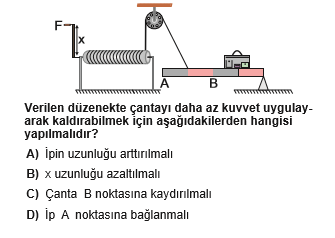 F
x
A B
Verilen düzenekte çantayı daha az kuvvet uygulay-
arak kaldırabilmek için aşağıdakilerden hangisi
yapılmalıdır?
A) İpin uzunluğu arttırılmalı
B) x uzunluğu azaltılmalı
C) Çanta B noktasına kaydırılmalı
D) İp A noktasına bağlanmalı